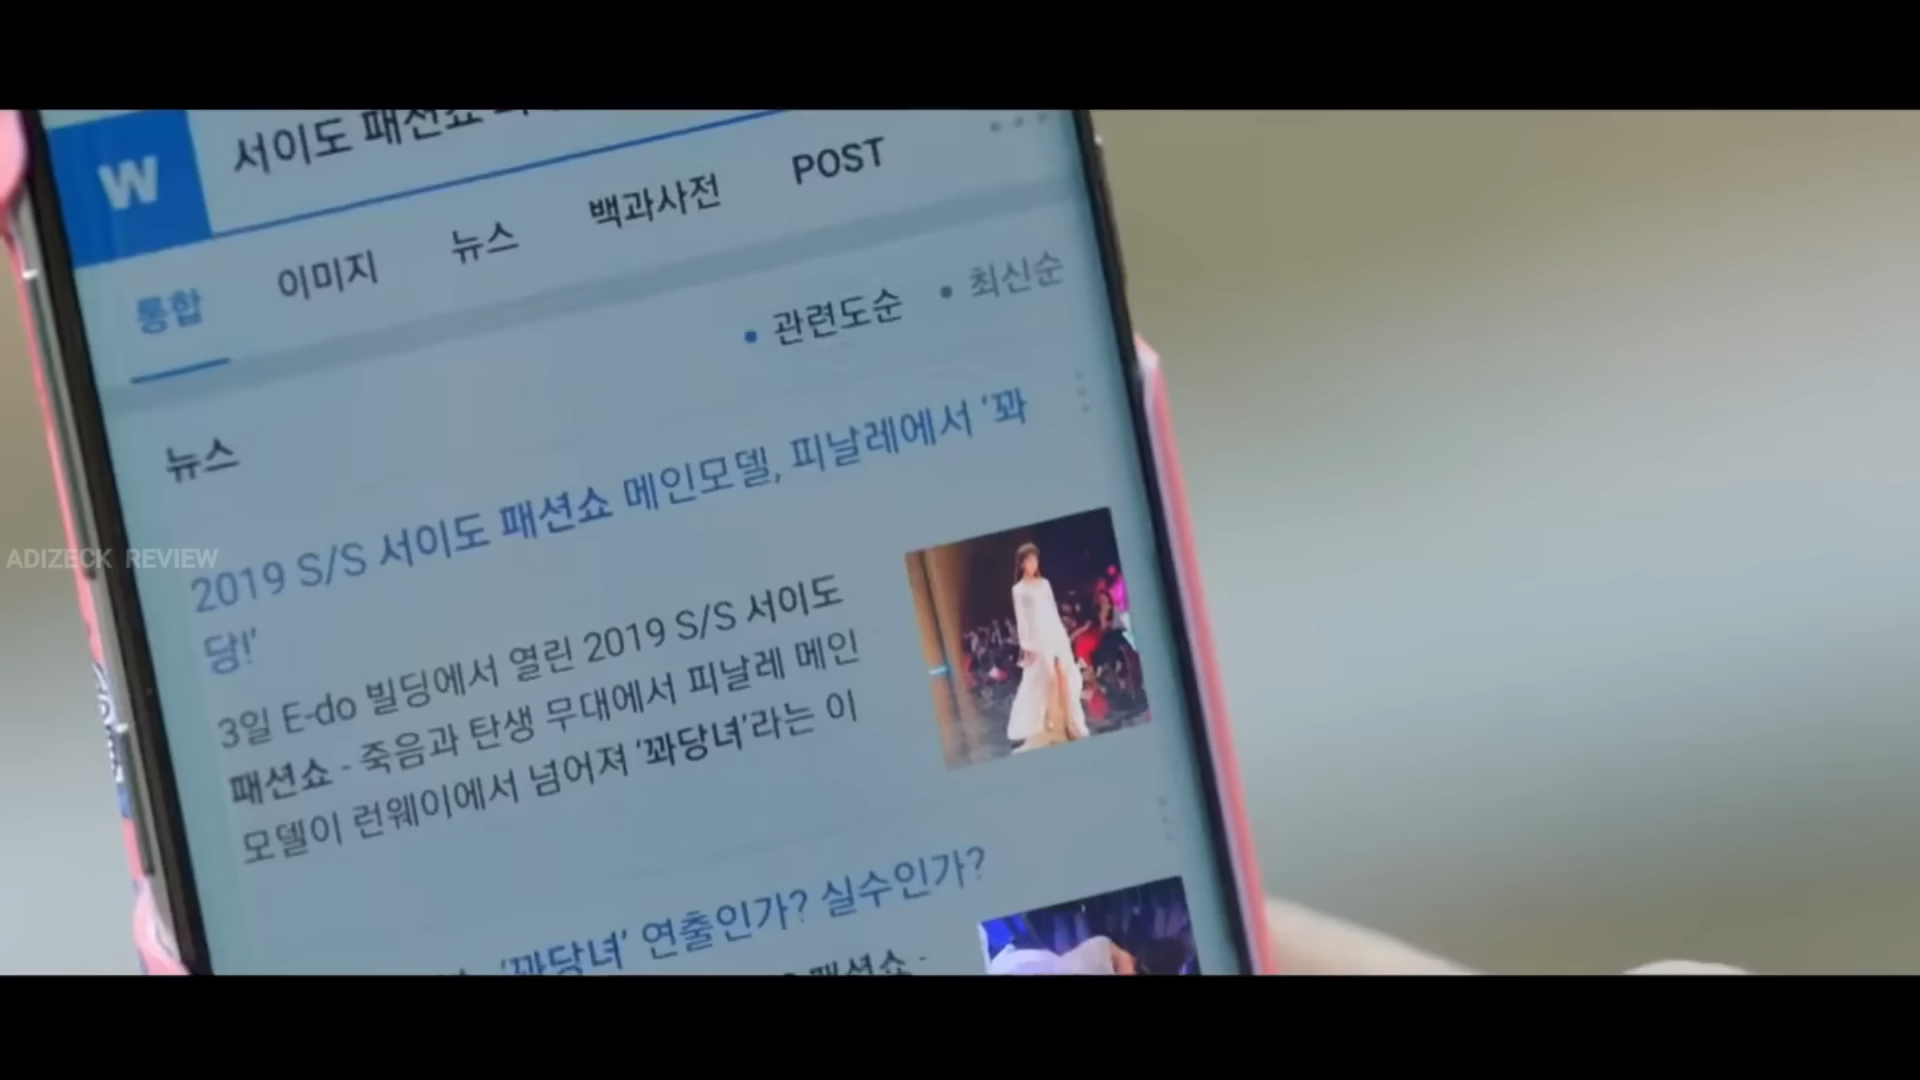 W
서이도 패션쇼
통합 이미지 뉴스 백과사전 POST
• 관련도순 • 최신순
뉴스
2019 S/S 서이도 패션쇼 메인모델, 피날레에서 ‘꽈
당!’
3일 E-do 빌딩에서 열린 2019 S/S 서이도
패션쇼 - 죽음과 탄생 무대에서 피날레 메인
모델이 런웨이에서 넘어져 ‘꽈당녀’라는 이
‘꽈당녀’ 연출인가? 실수인가?
패션쇼 -
ADIZECK REVIEW